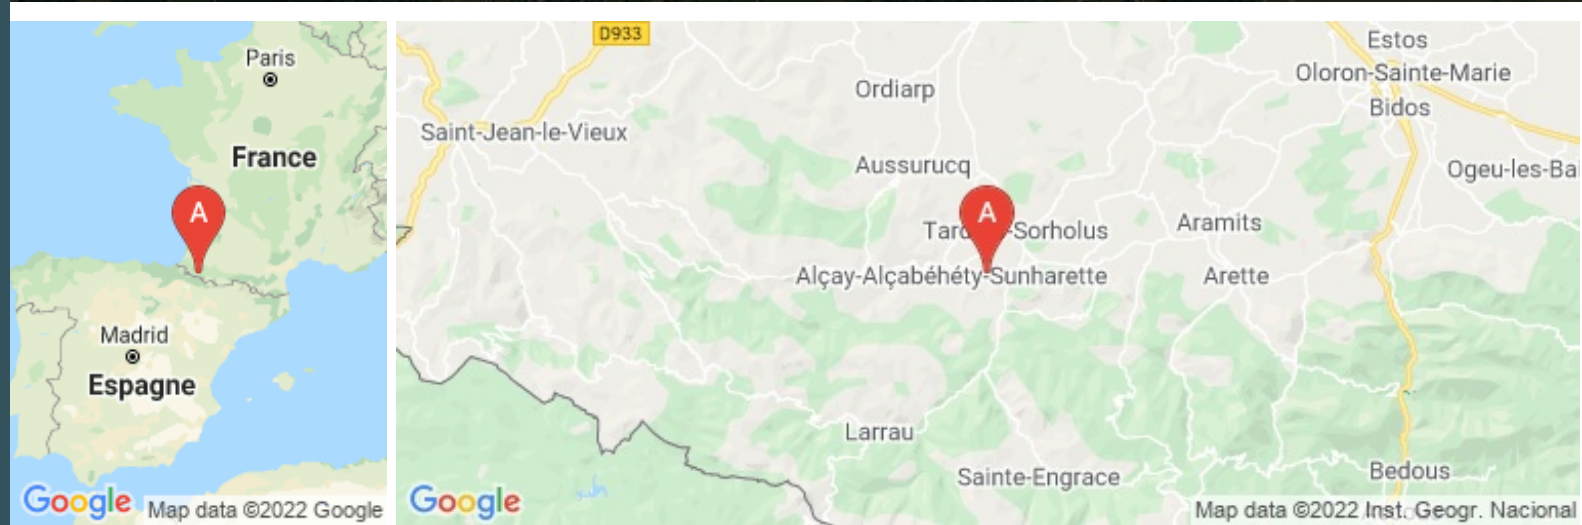 Paris
France
A
Madrid
Espagne
Google
Map data ©2022 Google
D933
Estos
Oloron-Sainte-Marie
Ordiarp
Bidos
Saint-Jean-le-Vieux
Aussurucq
Ogeu-les-Bai
A
Aramits
-Sorholus
Alçay-Alçabéhéty-Sunharette
Arette
Larrau
Bedous
Sainte-Engrace
Google
Map data ©2022 Inst. Geogr. Nacional